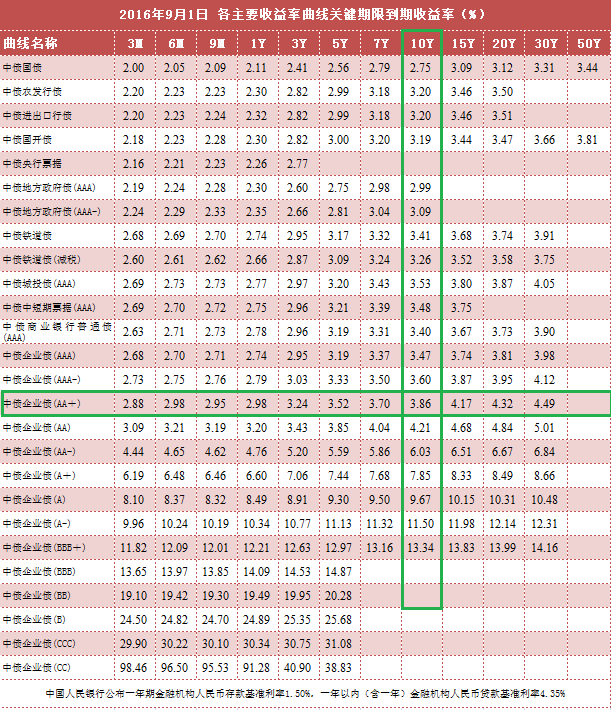 2016年9月1日 各主要收益率曲线关键期限到期收益率（%）
曲线名称 3M 6M 9M 1Y 3Y 5Y 7Y 10Y 15Y 20Y 30Y 50Y
中债国债 2.00 2.05 2.09 2.11 2.41 2.56 2.79 2.75 3.09 3.12 3.31 3.44
中债农发行债 2.20 2.23 2.23 2.30 2.82 2.99 3.18 3.20 3.46 3.50
中债进出口行债 2.20 2.23 2.24 2.32 2.82 2.99 3.18 3.20 3.46 3.51
中债国开债 2.18 2.23 2.28 2.30 2.82 3.00 3.20 3.19 3.44 3.47 3.66 3.81
中债央行票据 2.16 2.21 2.23 2.26 2.77
中债地方政府债(AAA) 2.19 2.24 2.28 2.30 2.60 2.75 2.98 2.99
中债地方政府债(AAA-) 2.24 2.29 2.33 2.35 2.66 2.81 3.04 3.09
中债铁道债 2.68 2.69 2.70 2.74 2.95 3.17 3.32 3.41 3.68 3.74 3.91
中债铁道债(减税) 2.60 2.61 2.62 2.66 2.87 3.09 3.24 3.26 3.52 3.58 3.75
中债城投债(AAA) 2.69 2.73 2.73 2.77 2.97 3.20 3.43 3.53 3.80 3.87 4.05
中债中短期票据(AAA) 2.69 2.70 2.72 2.75 2.96 3.21 3.39 3.48 3.75
中债商业银行普通债
(AAA) 2.63 2.71 2.73 2.78 2.96 3.19 3.31 3.40 3.67 3.73 3.90
中债企业债(AAA) 2.68 2.70 2.71 2.74 2.95 3.19 3.37 3.47 3.74 3.81 3.98
中债企业债(AAA-) 2.73 2.75 2.76 2.79 3.03 3.33 3.50 3.60 3.87 3.95 4.12
中债企业债(AA＋) 2.88 2.98 2.95 2.98 3.24 3.52 3.70 3.86 4.17 4.32 4.49
中债企业债(AA) 3.09 3.21 3.19 3.20 3.43 3.85 4.04 4.21 4.68 4.84 5.01
中债企业债(AA-) 4.44 4.65 4.62 4.76 5.20 5.59 5.86 6.03 6.51 6.67 6.84
中债企业债(A＋) 6.19 6.48 6.46 6.60 7.06 7.44 7.68 7.85 8.33 8.49 8.66
中债企业债(A) 8.10 8.37 8.32 8.49 8.91 9.30 9.50 9.67 10.15 10.31 10.48
中债企业债(A-) 9.96 10.24 10.19 10.34 10.77 11.13 11.32 11.50 11.98 12.14 12.31
中债企业债(BBB＋) 11.82 12.09 12.01 12.21 12.63 12.97 13.16 13.34 13.83 13.99 14.16
中债企业债(BBB) 13.65 13.97 13.85 14.09 14.53 14.87
中债企业债(BB) 19.10 19.42 19.30 19.49 19.95 20.28
中债企业债(B) 24.50 24.82 24.70 24.89 25.35 25.68
中债企业债(CCC) 29.90 30.22 30.10 30.34 30.75 31.08
中债企业债(CC) 98.46 96.50 95.53 91.28 40.90 38.83
中国人民银行公布一年期金融机构人民币存款基准利率1.50%，一年以内（含一年）金融机构人民币贷款基准利率4.35%